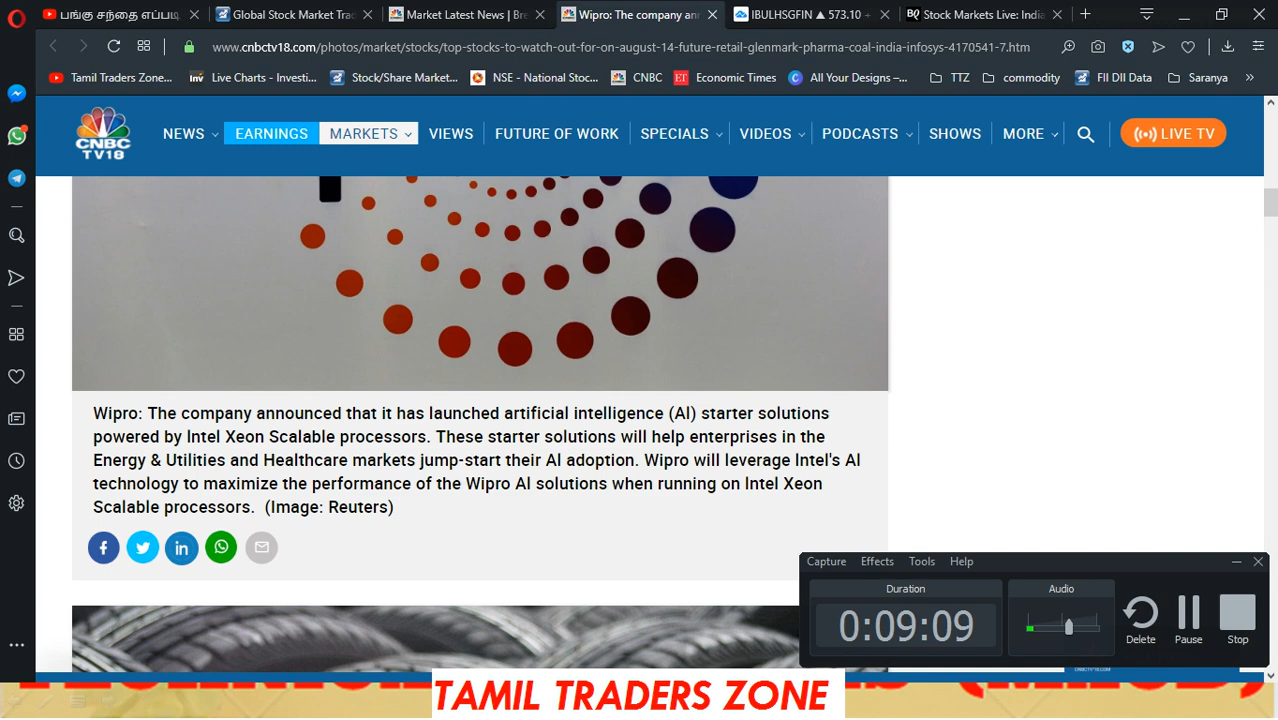 பங்கு சந்தை எப்படி
Global Stock Market Tra
Market Latest News | Bre
Wipro: The company ann
IBULHSGFIN ▲ 573.10 ÷
Stock Markets Live: India
www.cnbctv18.com/photos/market/stocks/top-stocks-to-watch-out-for-on-august-14-future-retail-glenmark-pharma-coal-india-infosys-4170541-7.htm
Tamil Traders Zone...
Live Charts - Investi...
Stock/Share Market...
NSE - National Stoc...
CNBC
ET Economic Times
All Your Designs –...
TTZ
commodity
FII DII Data
Saranya
»
CNBC
TV18
NEWS
EARNINGS
MARKETS
VIEWS
FUTURE OF WORK
SPECIALS
VIDEOS
PODCASTS
SHOWS
MORE
LIVE TV
Wipro: The company announced that it has launched artificial intelligence (AI) starter solutions
powered by Intel Xeon Scalable processors. These starter solutions will help enterprises in the
Energy & Utilities and Healthcare markets jump-start their AI adoption. Wipro will leverage Intel's AI
technology to maximize the performance of the Wipro AI solutions when running on Intel Xeon
Scalable processors. (Image: Reuters)
Capture Effects Tools Help
Duration
0:09:09
Audio
Delete
Pause
Stop
TAMIL TRADERS ZONE